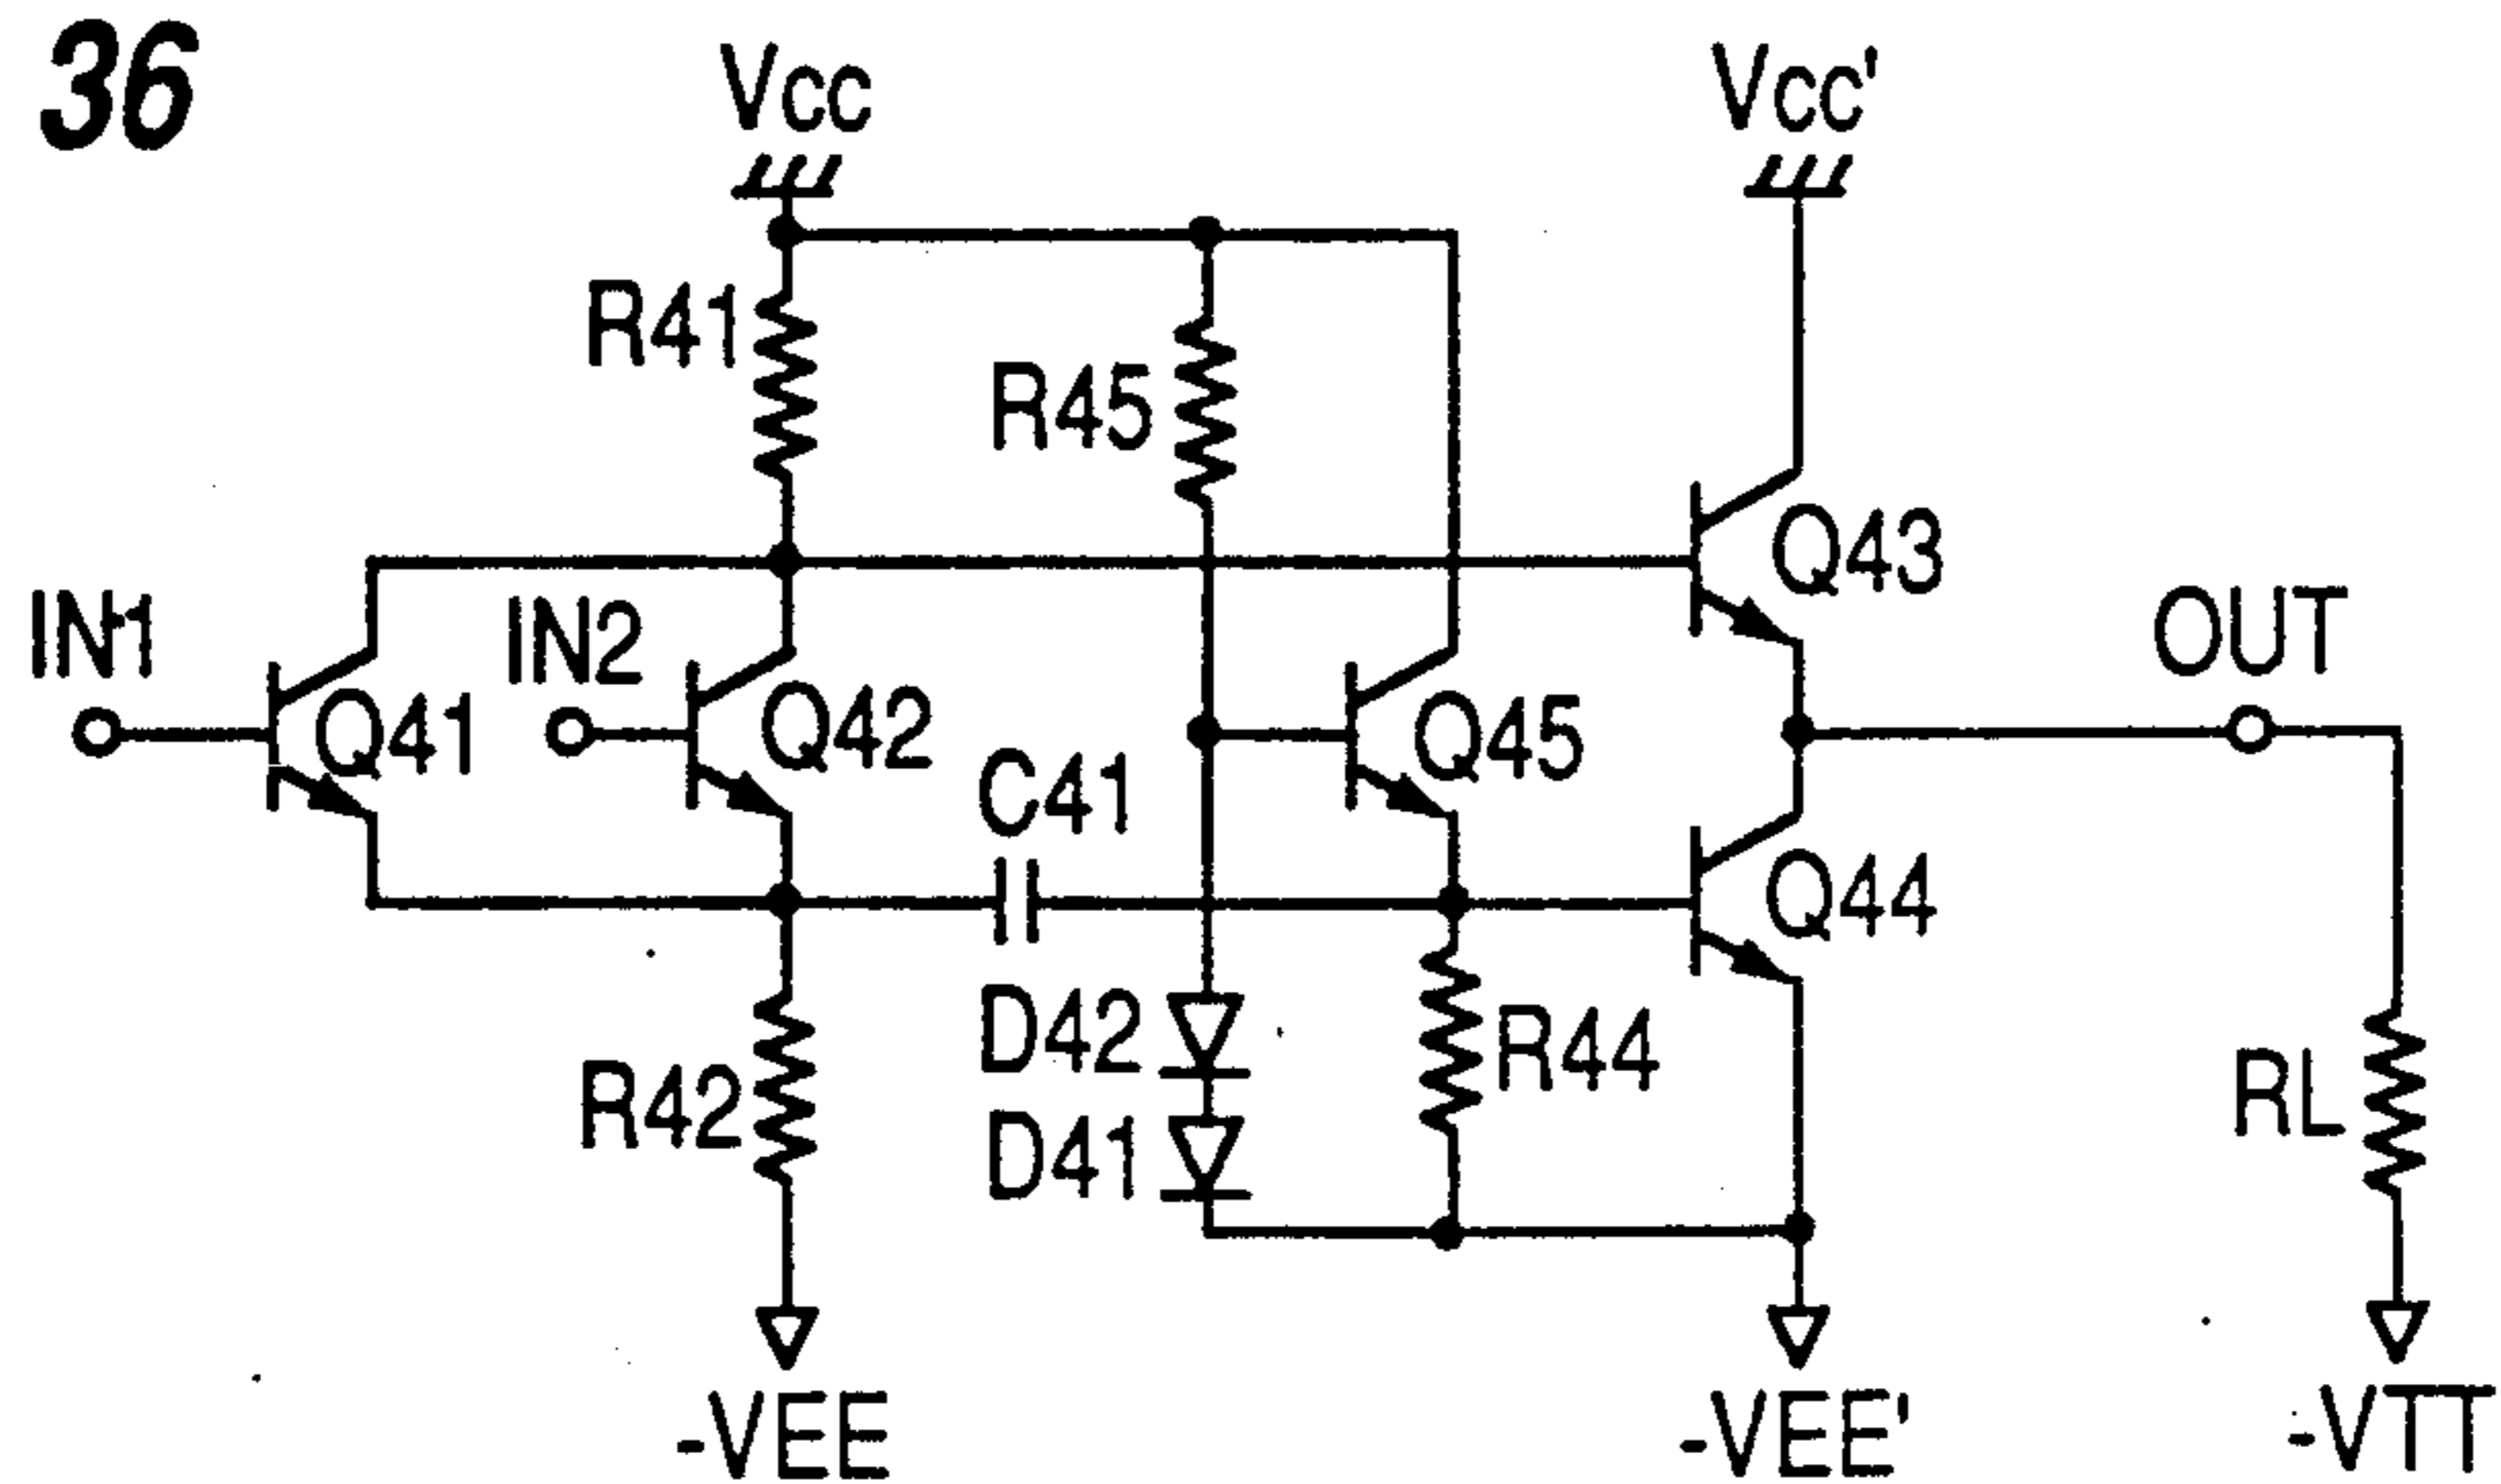 36
Vcc
Vcc'
R41
R45
Q43
IN1
IN2
OUT
Q41
Q42
Q45
C41
Q44
D42
R44
R42
D41
RL
-VEE
-VEE'
-VTT